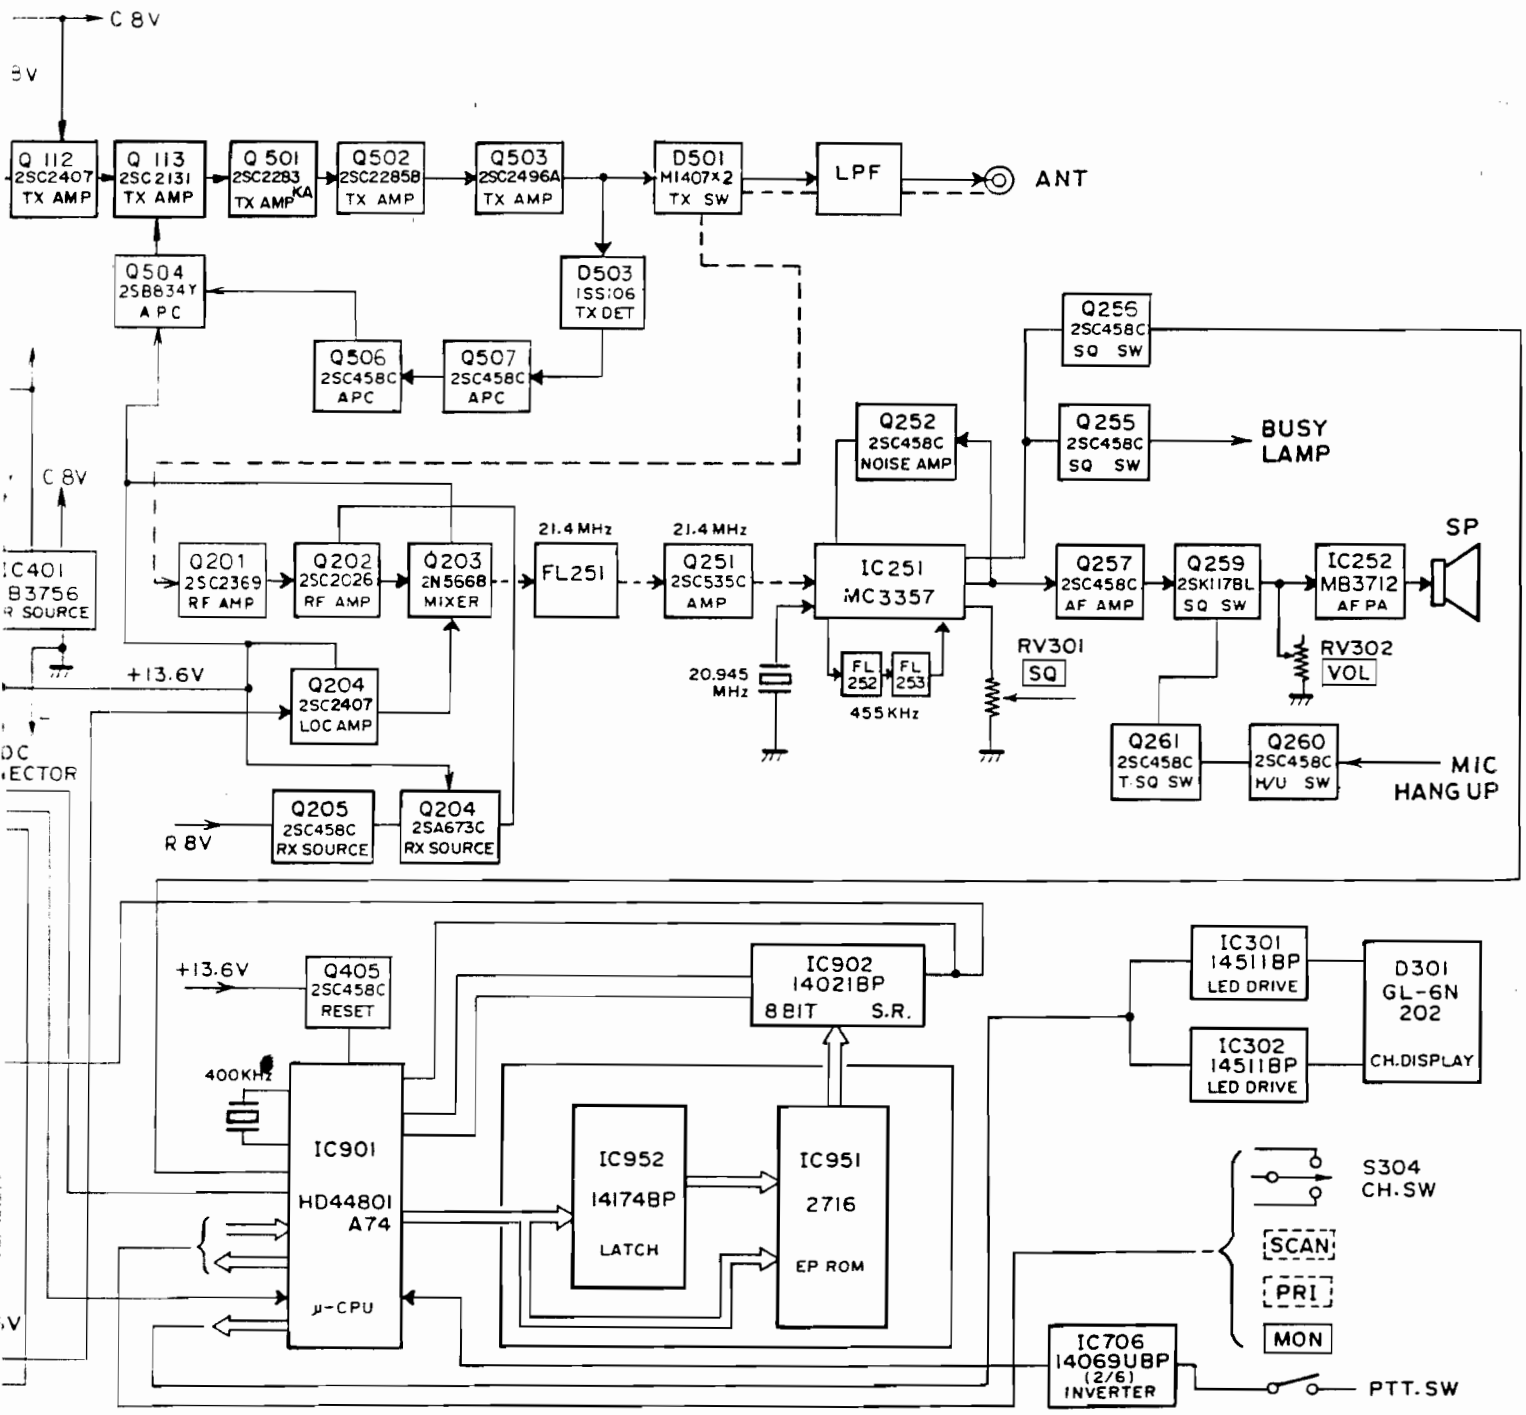 C 8V
8V
Q 112
2SC2407
TX AMP
Q 113
2SC2131
TX AMP
Q 501
2SC2283
KA
TX AMP
Q502
2SC2285B
TX AMP
Q503
2SC2496A
TX AMP
D501
M1407×2
TX SW
LPF
ANT
Q504
2SB834Y
APC
D503
1SS106
TX DET
Q506
2SC458C
APC
Q507
2SC458C
APC
Q256
2SC458C
SQ SW
Q252
2SC458C
NOISE AMP
Q255
2SC458C
SQ SW
BUSY
LAMP
C 8V
IC401
B3756
R SOURCE
Q201
2SC2369
RF AMP
Q202
2SC2026
RF AMP
Q203
2N5668
MIXER
21.4MHz
FL251
21.4MHz
Q251
2SC535C
AMP
IC251
MC3357
Q257
2SC458C
AF AMP
Q259
2SK117BL
SQ SW
IC252
MB3712
AF PA
SP
+13.6V
Q204
2SC2407
LOC AMP
20.945
MHz
FL
252
FL
253
455KHz
RV301
SQ
RV302
VOL
DC
NECTOR
R 8V
Q205
2SC458C
RX SOURCE
Q204
2SA673C
RX SOURCE
Q261
2SC458C
T·SQ SW
Q260
2SC458C
H/U SW
MIC
HANG UP
+13.6V
Q405
2SC458C
RESET
IC902
14021BP
8BIT S.R.
IC301
14511BP
LED DRIVE
IC302
14511BP
LED DRIVE
D301
GL-6N
202
CH.DISPLAY
400KHz
IC901
HD44801
A74
μ-CPU
IC952
14174BP
LATCH
IC951
2716
EP ROM
S304
CH.SW
SCAN
PRI
MON
IC706
14069UBP
(2/6)
INVERTER
PTT.SW